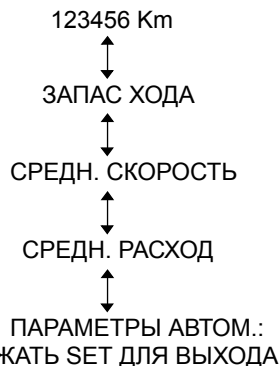 123456 Km
ЗАПАС ХОДА
СРЕДН. СКОРОСТЬ
СРЕДН. РАСХОД
ПАРАМЕТРЫ АВТОМ.:
ЖАТЬ SET ДЛЯ ВЫХОДА